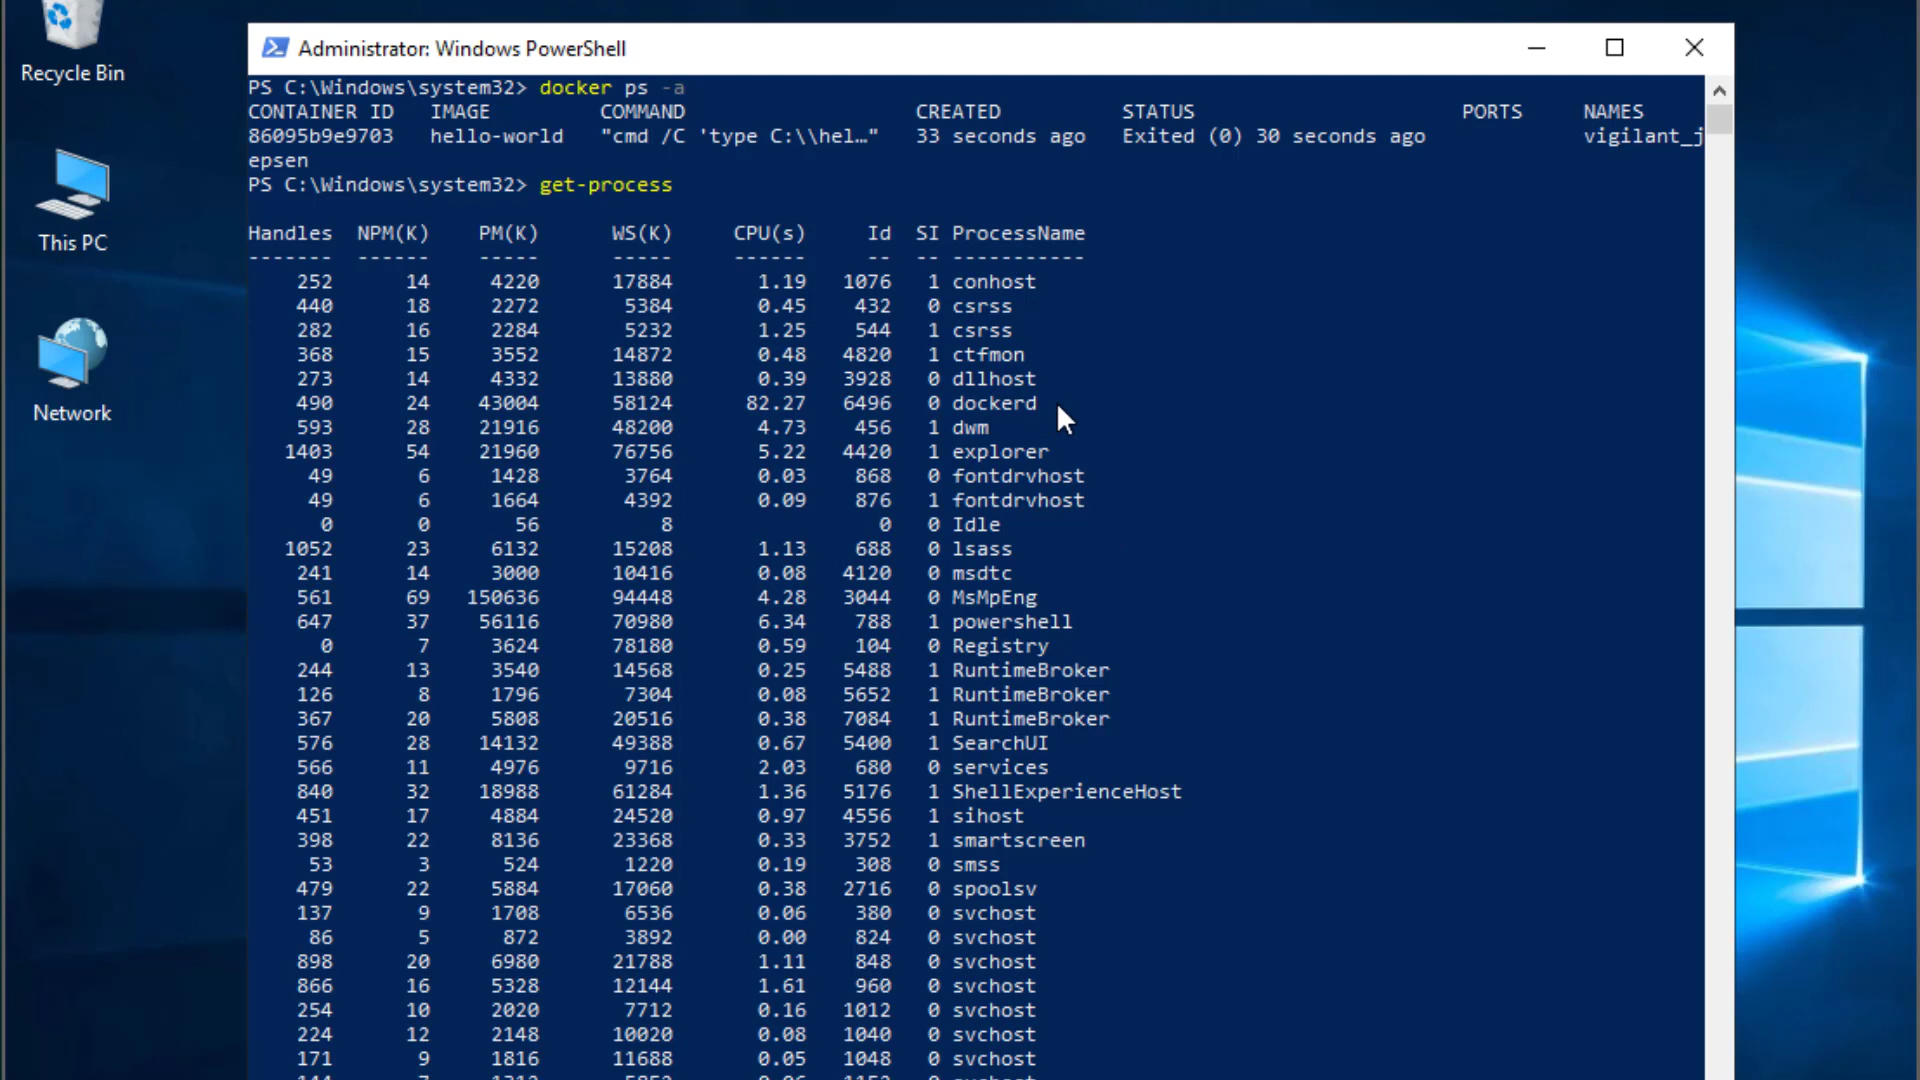 Recycle Bin
This PC
Network
Administrator: Windows PowerShell
PS C:\Windows\system32> docker ps -a
CONTAINER ID IMAGE COMMAND CREATED STATUS PORTS NAMES
86095b9e9703 hello-world "cmd /C 'type C:\\hel…" 33 seconds ago Exited (0) 30 seconds ago vigilant_j
epsen
PS C:\Windows\system32> get-process
Handles NPM(K) PM(K) WS(K) CPU(s) Id SI ProcessName
------- ------ ----- ----- ------ -- -- -----------
252 14 4220 17884 1.19 1076 1 conhost
440 18 2272 5384 0.45 432 0 csrss
282 16 2284 5232 1.25 544 1 csrss
368 15 3552 14872 0.48 4820 1 ctfmon
273 14 4332 13880 0.39 3928 0 dllhost
490 24 43004 58124 82.27 6496 0 dockerd
593 28 21916 48200 4.73 456 1 dwm
1403 54 21960 76756 5.22 4420 1 explorer
49 6 1428 3764 0.03 868 0 fontdrvhost
49 6 1664 4392 0.09 876 1 fontdrvhost
0 0 56 8 0 0 Idle
1052 23 6132 15208 1.13 688 0 lsass
241 14 3000 10416 0.08 4120 0 msdtc
561 69 150636 94448 4.28 3044 0 MsMpEng
647 37 56116 70980 6.34 788 1 powershell
0 7 3624 78180 0.59 104 0 Registry
244 13 3540 14568 0.25 5488 1 RuntimeBroker
126 8 1796 7304 0.08 5652 1 RuntimeBroker
367 20 5808 20516 0.38 7084 1 RuntimeBroker
576 28 14132 49388 0.67 5400 1 SearchUI
566 11 4976 9716 2.03 680 0 services
840 32 18988 61284 1.36 5176 1 ShellExperienceHost
451 17 4884 24520 0.97 4556 1 sihost
398 22 8136 23368 0.33 3752 1 smartscreen
53 3 524 1220 0.19 308 0 smss
479 22 5884 17060 0.38 2716 0 spoolsv
137 9 1708 6536 0.06 380 0 svchost
86 5 872 3892 0.00 824 0 svchost
898 20 6980 21788 1.11 848 0 svchost
866 16 5328 12144 1.61 960 0 svchost
254 10 2020 7712 0.16 1012 0 svchost
224 12 2148 10020 0.08 1040 0 svchost
171 9 1816 11688 0.05 1048 0 svchost